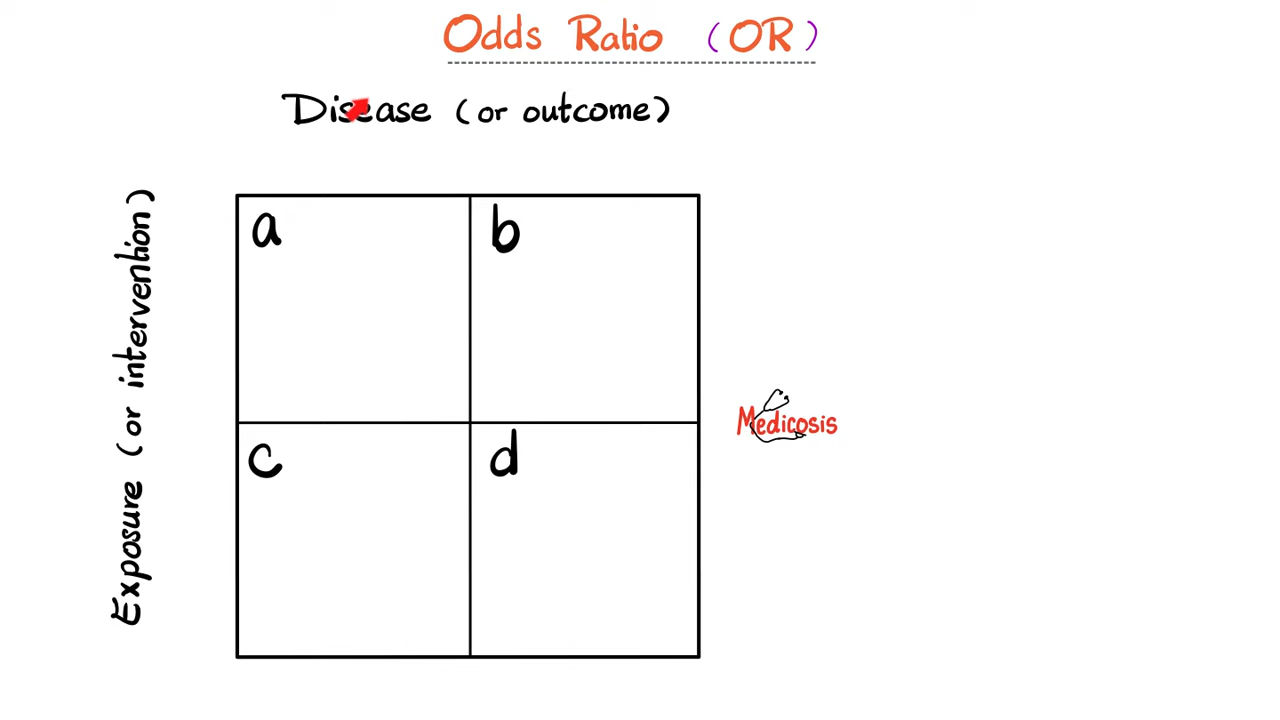 Odds Ratio (OR)
Disease (or outcome)
Exposure (or intervention)
a
b
c
d
Medicosis